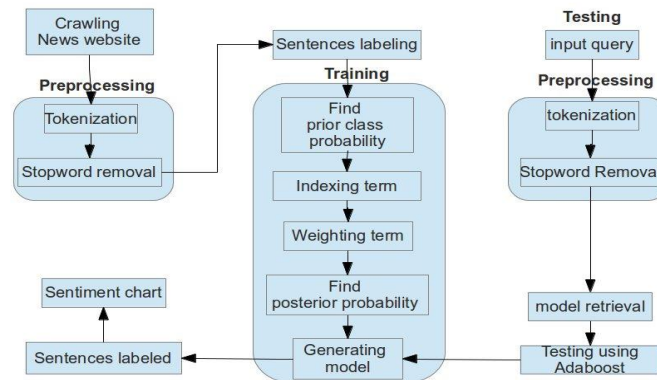 Crawling
News website
Preprocessing
Tokenization
Stopword removal
Sentences labeling
Training
Find
prior class
probability
Indexing term
Weighting term
Find
posterior probability
Generating
model
Testing
input query
Preprocessing
tokenization
Stopword Removal
model retrieval
Testing using
Adaboost
Sentences labeled
Sentiment chart